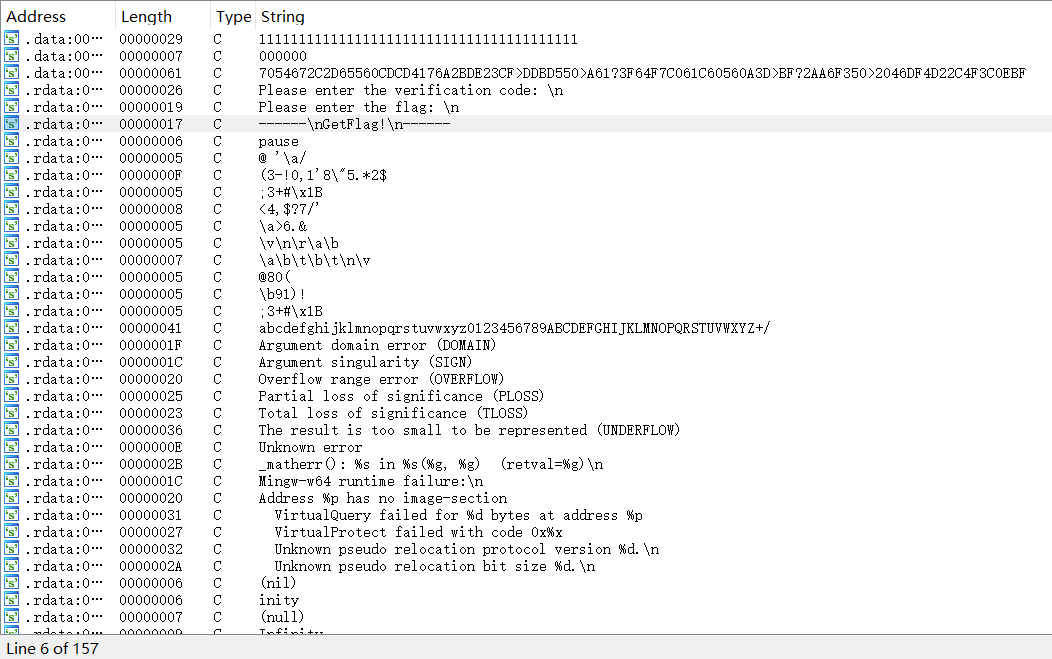 Address Length Type String
.data:00… 00000029 C 1111111111111111111111111111111111111111
.data:00… 00000007 C 000000
.data:00… 00000061 C 7054672C2D65560CDCD4176A2BDE23CF>DDBD550>A61?3F64F7C061C60560A3D>BF?2AA6F350>2046DF4D22C4F3C0EBF
.rdata:0… 00000026 C Please enter the verification code: \n
.rdata:0… 00000019 C Please enter the flag: \n
.rdata:0… 00000017 C ------\nGetFlag!\n------
.rdata:0… 00000006 C pause
.rdata:0… 00000005 C @ '\a/
.rdata:0… 0000000F C (3-!0,1'8\"5.*2$
.rdata:0… 00000005 C ;3+#\x1B
.rdata:0… 00000008 C <4,$?7/'
.rdata:0… 00000005 C \a>6.&
.rdata:0… 00000005 C \v\n\r\a\b
.rdata:0… 00000007 C \a\b\t\b\t\n\v
.rdata:0… 00000005 C @80(
.rdata:0… 00000005 C \b91)!
.rdata:0… 00000005 C ;3+#\x1B
.rdata:0… 00000041 C abcdefghijklmnopqrstuvwxyz0123456789ABCDEFGHIJKLMNOPQRSTUVWXYZ+/
.rdata:0… 0000001F C Argument domain error (DOMAIN)
.rdata:0… 0000001C C Argument singularity (SIGN)
.rdata:0… 00000020 C Overflow range error (OVERFLOW)
.rdata:0… 00000025 C Partial loss of significance (PLOSS)
.rdata:0… 00000023 C Total loss of significance (TLOSS)
.rdata:0… 00000036 C The result is too small to be represented (UNDERFLOW)
.rdata:0… 0000000E C Unknown error
.rdata:0… 0000002B C _matherr(): %s in %s(%g, %g)  (retval=%g)\n
.rdata:0… 0000001C C Mingw-w64 runtime failure:\n
.rdata:0… 00000020 C Address %p has no image-section
.rdata:0… 00000031 C   VirtualQuery failed for %d bytes at address %p
.rdata:0… 00000027 C   VirtualProtect failed with code 0x%x
.rdata:0… 00000032 C   Unknown pseudo relocation protocol version %d.\n
.rdata:0… 0000002A C   Unknown pseudo relocation bit size %d.\n
.rdata:0… 00000006 C (nil)
.rdata:0… 00000006 C inity
.rdata:0… 00000007 C (null)
.rdata:0… 00000009 C Infinity
Line 6 of 157